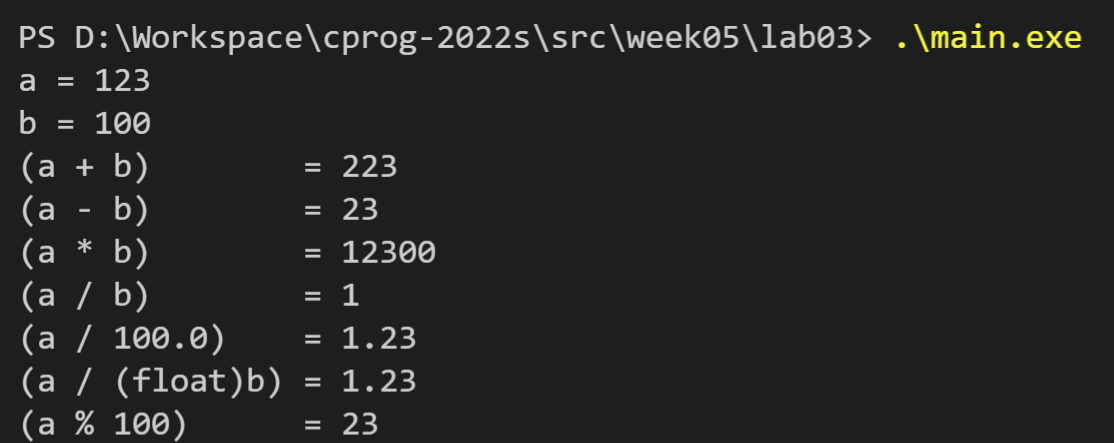 PS D:\Workspace\cprog-2022s\src\week05\lab03> .\main.exe
a = 123
b = 100
(a + b)        = 223
(a - b)        = 23
(a * b)        = 12300
(a / b)        = 1
(a / 100.0)    = 1.23
(a / (float)b) = 1.23
(a % 100)      = 23